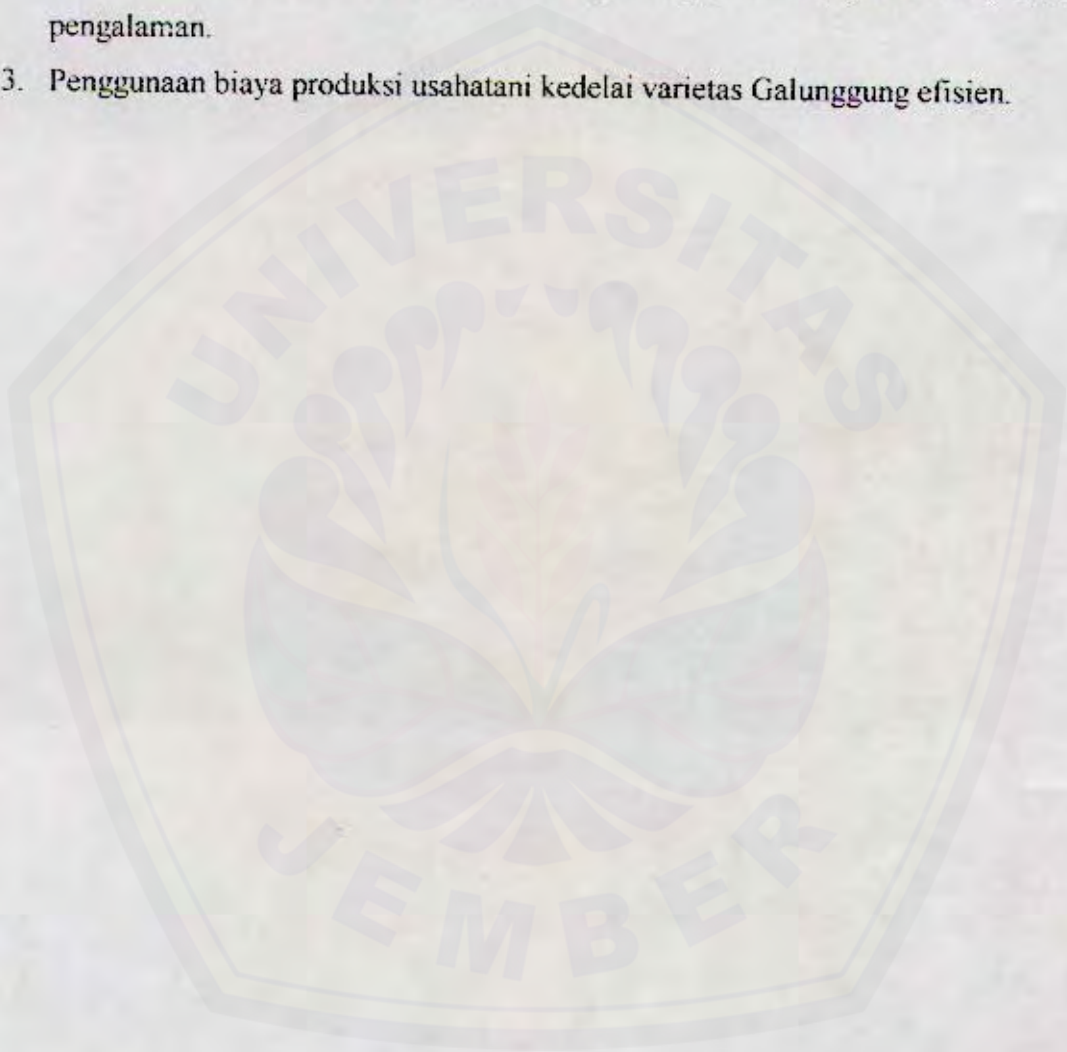 pengalaman.
3. Penggunaan biaya produksi usahatani kedelai varietas Galunggung efisien.
UNIVERSITAS
JEMBER